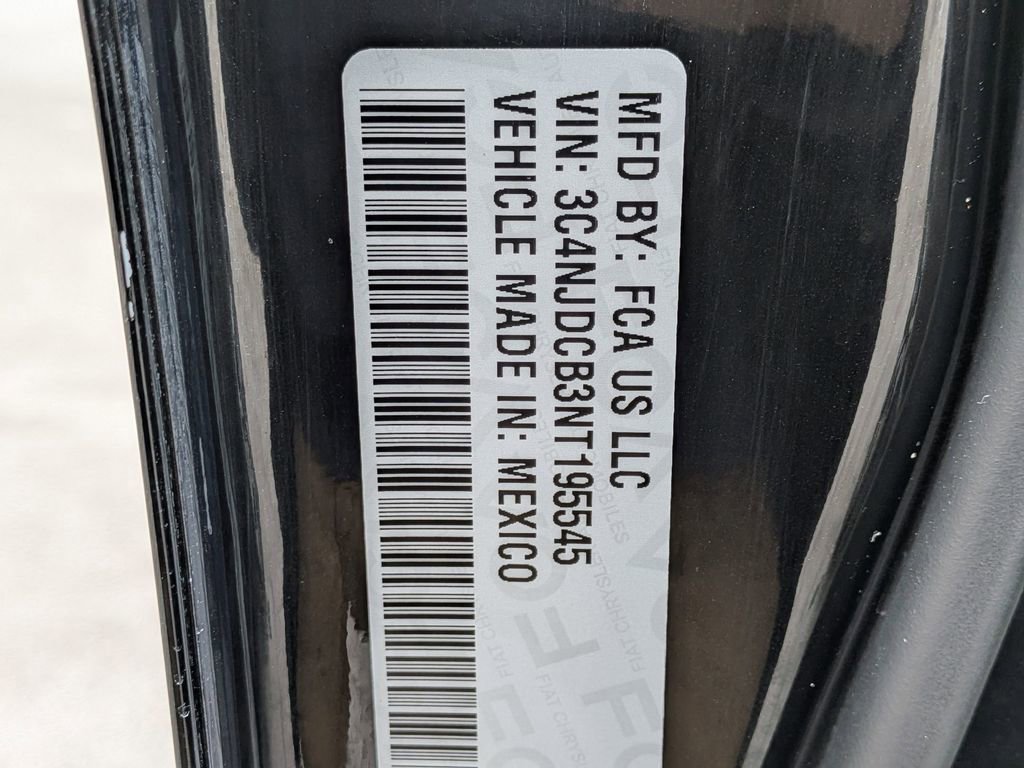 MFD BY: FCA US LLC
VIN: 3C4NJDCB3NT195545
VEHICLE MADE IN: MEXICO